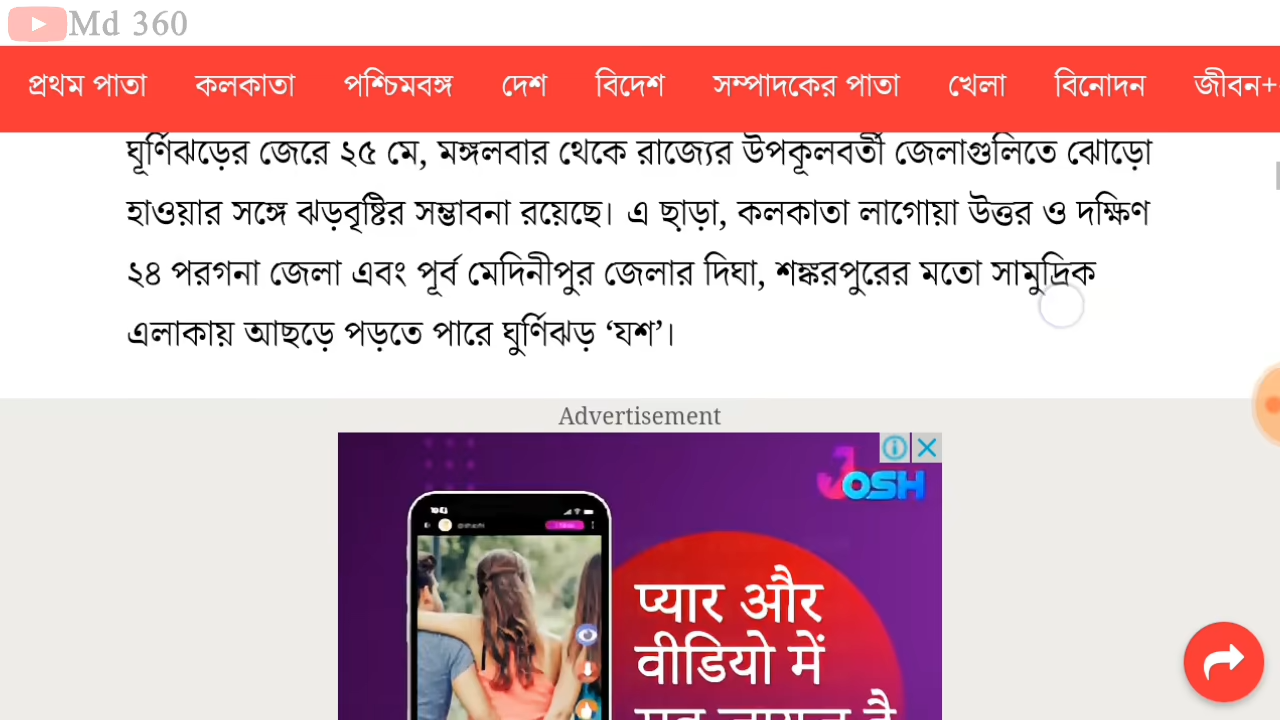 Md 360
প্রথম পাতা কলকাতা পশ্চিমবঙ্গ দেশ বিদেশ সম্পাদকের পাতা খেলা বিনোদন জীবন+
ঘূর্ণিঝড়ের জেরে ২৫ মে, মঙ্গলবার থেকে রাজ্যের উপকূলবর্তী জেলাগুলিতে ঝোড়ো
হাওয়ার সঙ্গে ঝড়বৃষ্টির সম্ভাবনা রয়েছে। এ ছাড়া, কলকাতা লাগোয়া উত্তর ও দক্ষিণ
২৪ পরগনা জেলা এবং পূর্ব মেদিনীপুর জেলার দিঘা, শঙ্করপুরের মতো সামুদ্রিক
এলাকায় আছড়ে পড়তে পারে ঘুর্ণিঝড় ‘যশ’।
Advertisement
JOSH
प्यार और
वीडियो में